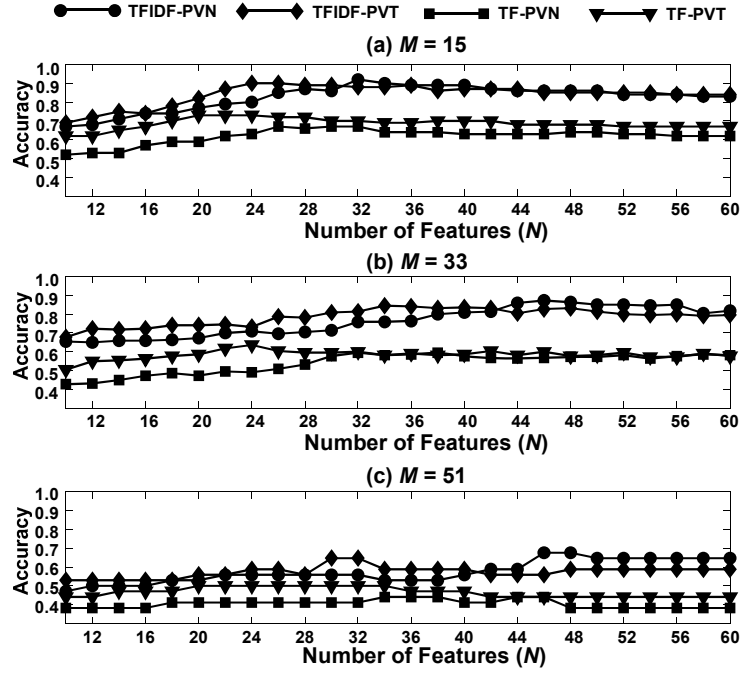 TFIDF-PVN TFIDF-PVT TF-PVN TF-PVT
(a) M = 15
Accuracy
1.0
0.9
0.8
0.7
0.6
0.5
0.4
12 16 20 24 28 32 36 40 44 48 52 56 60
Number of Features (N)
(b) M = 33
Accuracy
1.0
0.9
0.8
0.7
0.6
0.5
0.4
12 16 20 24 28 32 36 40 44 48 52 56 60
Number of Features (N)
(c) M = 51
Accuracy
1.0
0.9
0.8
0.7
0.6
0.5
0.4
12 16 20 24 28 32 36 40 44 48 52 56 60
Number of Features (N)